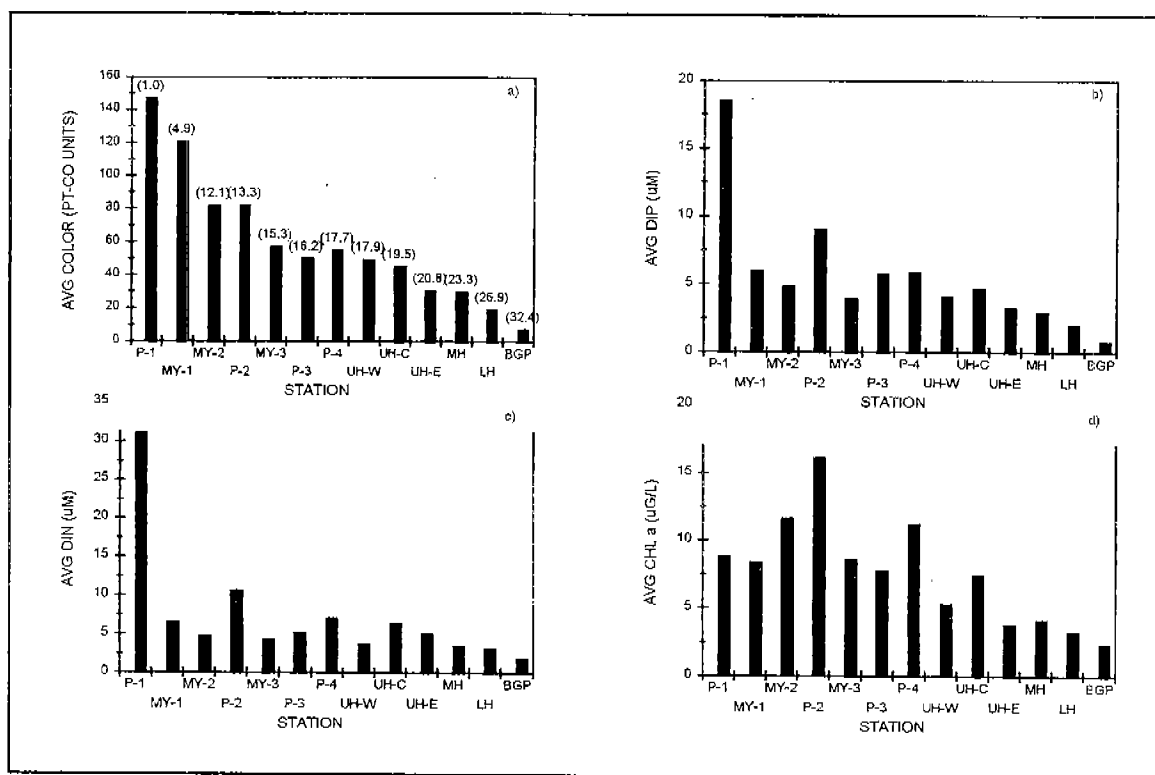 a)
AVG COLOR (PT-CO UNITS)
160
140
120
100
80
60
40
20
0
(1.0)
(4.9)
(12.1) (13.3)
(15.3)
(16.2)
(17.7)
(17.9)
(19.5)
(20.8)
(23.3)
(26.9)
(32.4)
P-1 MY-2 MY-3 P-4 UH-C MH BGP
MY-1 P-2 P-3 UH-W UH-E LH
STATION
b)
AVG DIP (uM)
20
15
10
5
0
P-1 MY-2 MY-3 P-4 UH-C MH BGP
MY-1 P-2 P-3 UH-W UH-E LH
STATION
c)
AVG DIN (uM)
35
30
25
20
15
10
5
0
P-1 MY-2 MY-3 P-4 UH-C MH BGP
MY-1 P-2 P-3 UH-W UH-E LH
STATION
d)
AVG CHL a (uG/L)
20
15
10
5
0
P-1 MY-2 MY-3 P-4 UH-C MH BGP
MY-1 P-2 P-3 UH-W UH-E LH
STATION